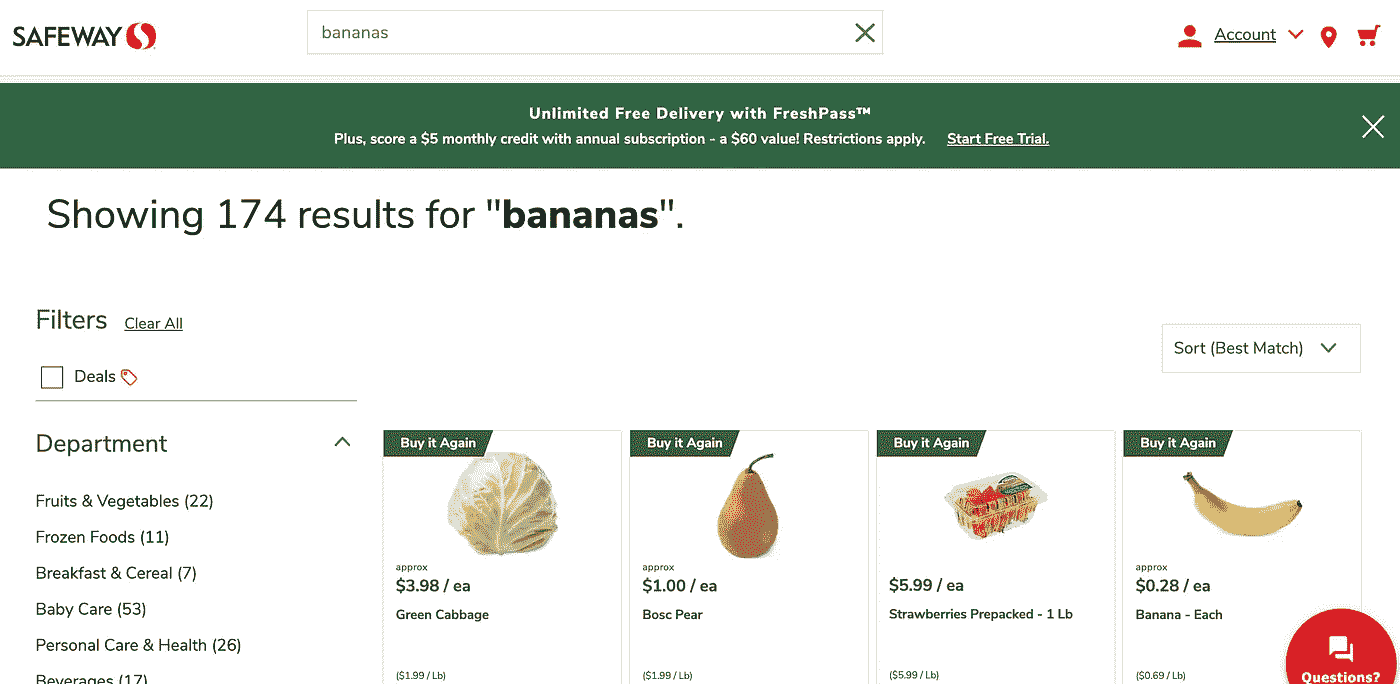 SAFEWAY
bananas
Account
Unlimited Free Delivery with FreshPass™
Plus, score a $5 monthly credit with annual subscription - a $60 value! Restrictions apply. Start Free Trial.
Showing 174 results for "bananas".
Filters Clear All
Sort (Best Match)
Deals
Department
Fruits & Vegetables (22)
Frozen Foods (11)
Breakfast & Cereal (7)
Baby Care (53)
Personal Care & Health (26)
Beverages (17)
Buy it Again
approx
$3.98 / ea
Green Cabbage
($1.99 / Lb)
Buy it Again
approx
$1.00 / ea
Bosc Pear
($1.99 / Lb)
Buy it Again
$5.99 / ea
Strawberries Prepacked - 1 Lb
($5.99 / Lb)
Buy it Again
approx
$0.28 / ea
Banana - Each
($0.69 / Lb)
Questions?